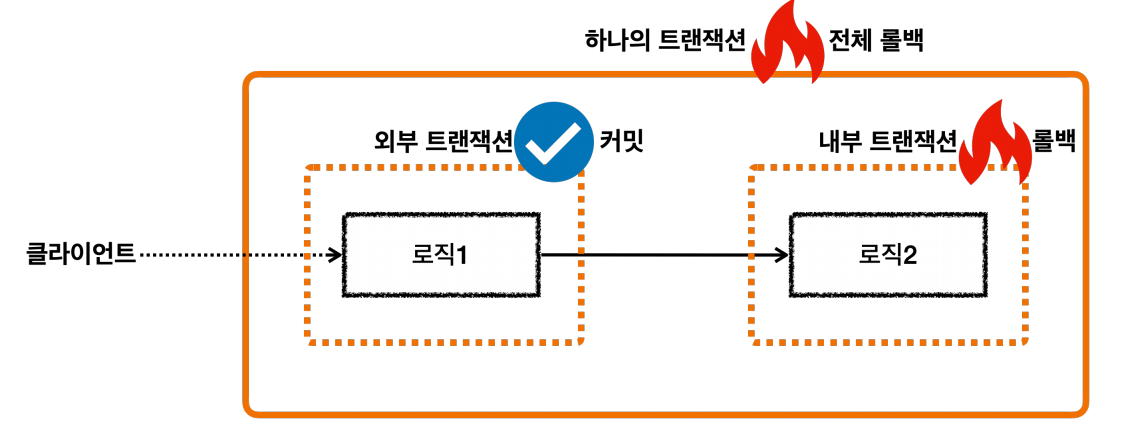 하나의 트랜잭션 전체 롤백
외부 트랜잭션 커밋
내부 트랜잭션 롤백
클라이언트
로직1
로직2